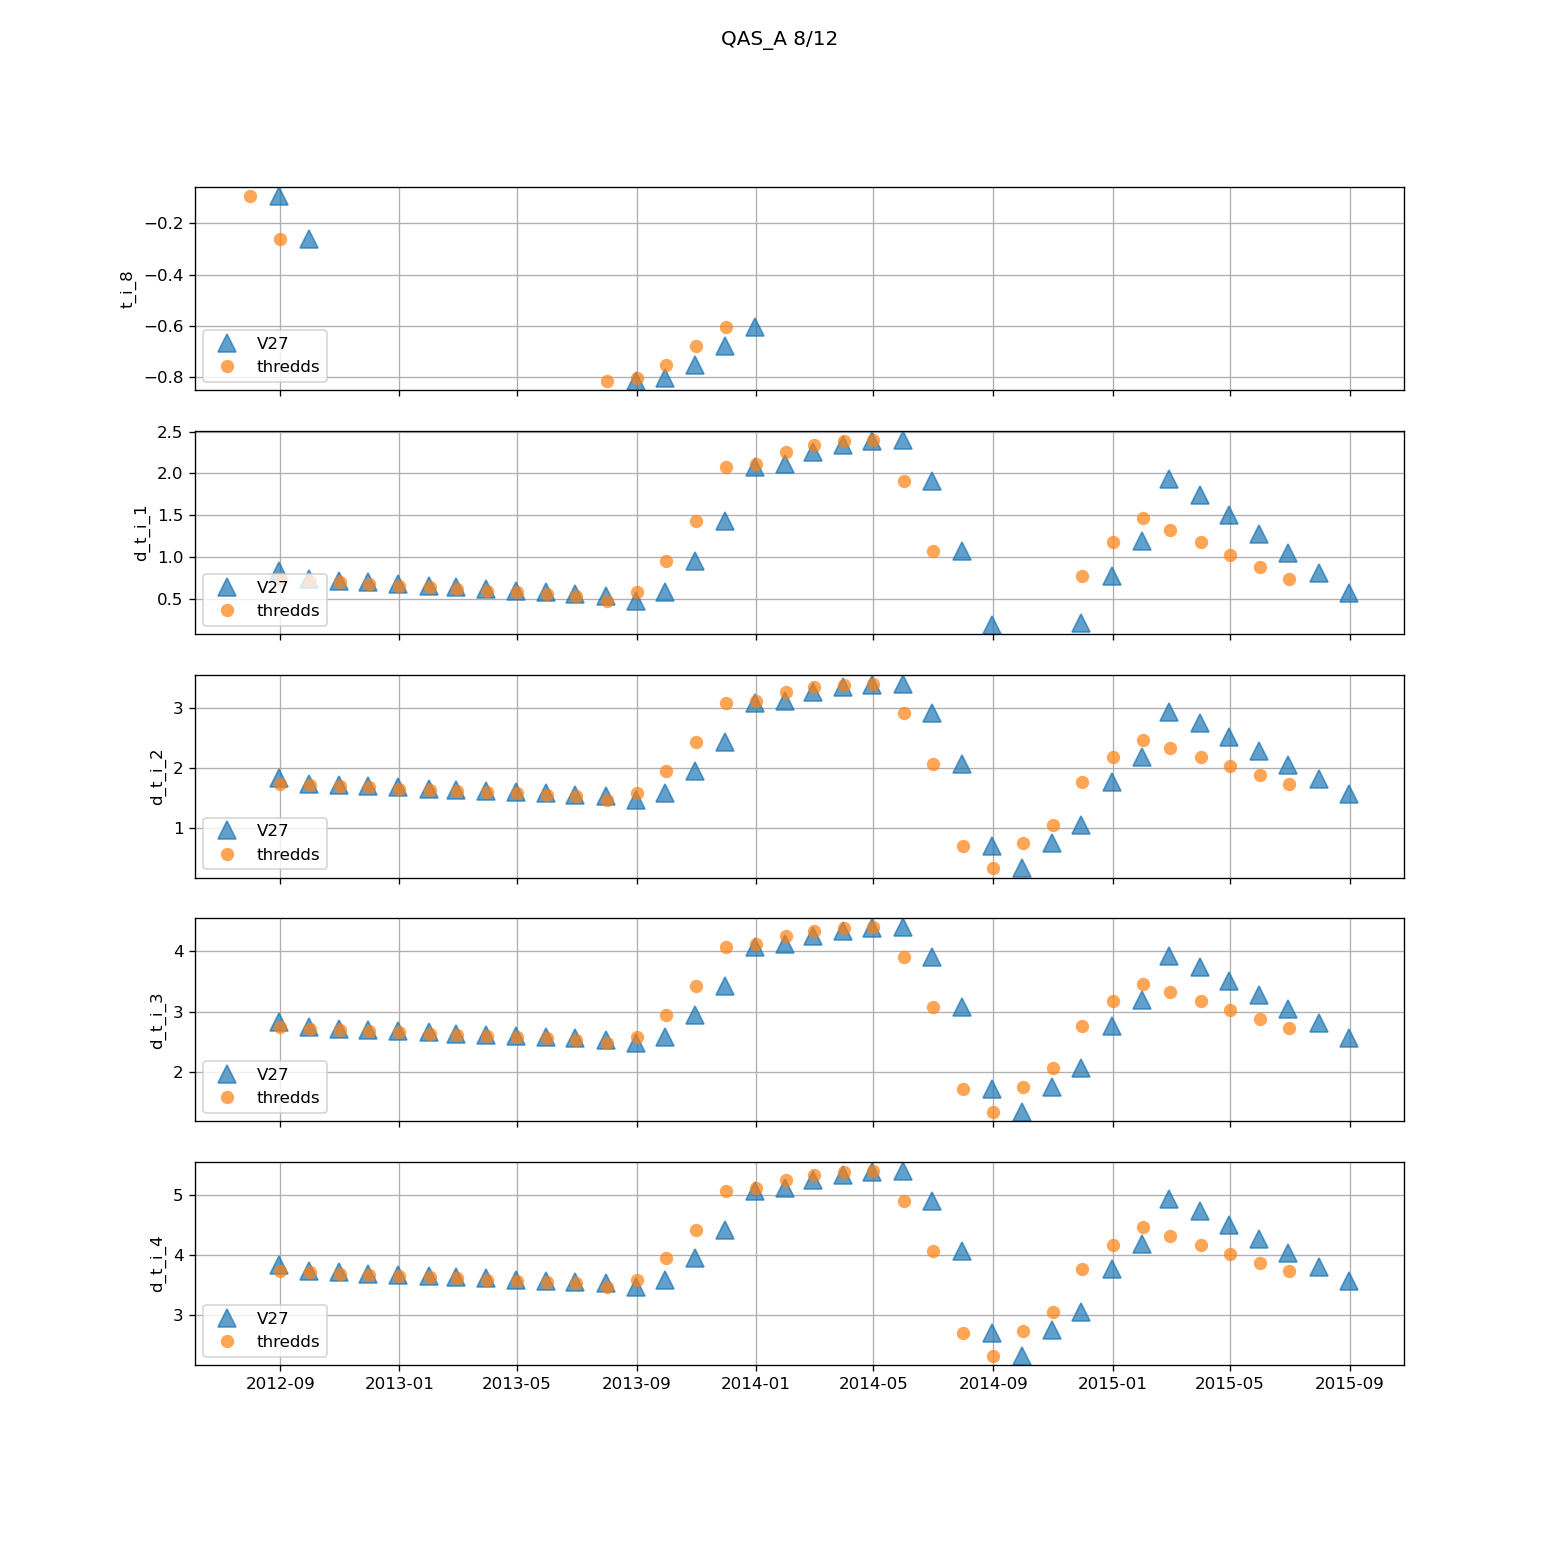 QAS_A 8/12
t_i_8
−0.2
−0.4
−0.6
−0.8
V27
thredds
d_t_i_1
2.5
2.0
1.5
1.0
0.5
V27
thredds
d_t_i_2
3
2
1
V27
thredds
d_t_i_3
4
3
2
V27
thredds
d_t_i_4
5
4
3
V27
thredds
2012-09 2013-01 2013-05 2013-09 2014-01 2014-05 2014-09 2015-01 2015-05 2015-09